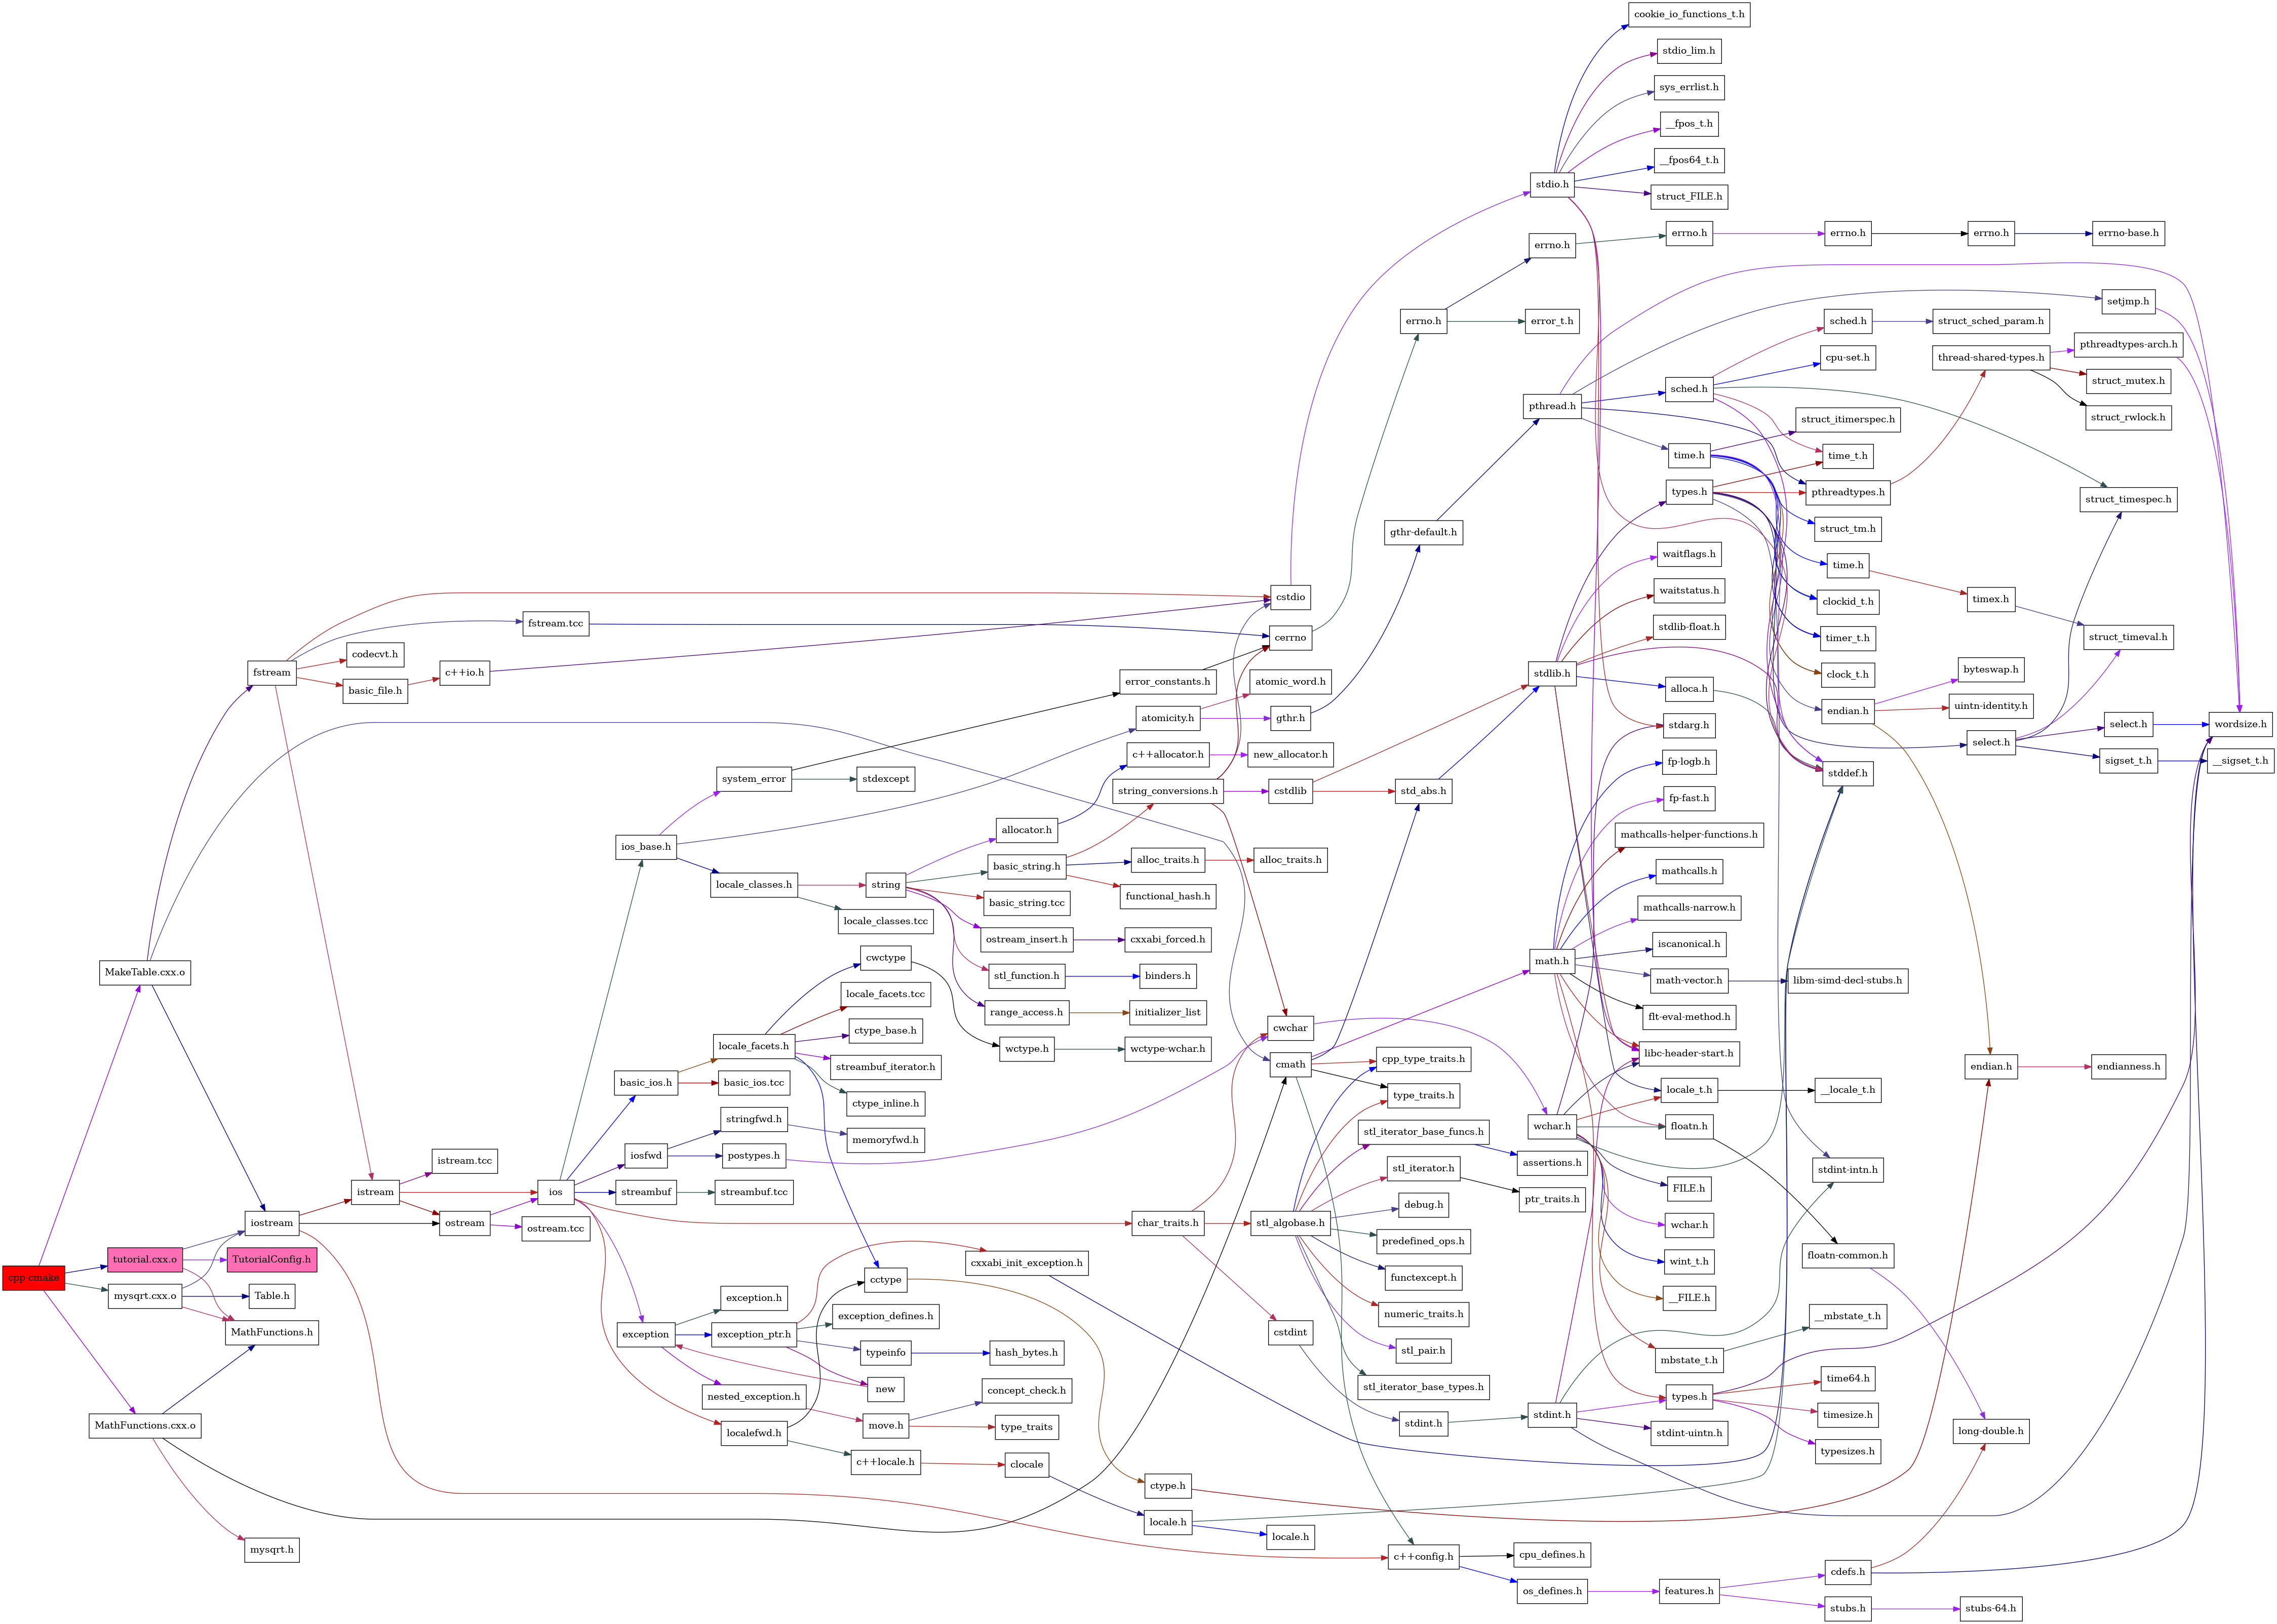 cpp-cmake
MakeTable.cxx.o
tutorial.cxx.o
mysqrt.cxx.o
MathFunctions.cxx.o
fstream
iostream
TutorialConfig.h
Table.h
MathFunctions.h
mysqrt.h
codecvt.h
basic_file.h
istream
fstream.tcc
c++io.h
istream.tcc
ostream
ios
ostream.tcc
ios_base.h
basic_ios.h
iosfwd
streambuf
exception
system_error
locale_classes.h
locale_facets.h
basic_ios.tcc
stringfwd.h
postypes.h
streambuf.tcc
exception.h
exception_ptr.h
nested_exception.h
localefwd.h
stdexcept
string
locale_classes.tcc
cwctype
locale_facets.tcc
ctype_base.h
streambuf_iterator.h
ctype_inline.h
memoryfwd.h
cctype
exception_defines.h
typeinfo
new
move.h
c++locale.h
allocator.h
basic_string.h
basic_string.tcc
ostream_insert.h
stl_function.h
range_access.h
wctype.h
cxxabi_init_exception.h
hash_bytes.h
concept_check.h
type_traits
clocale
error_constants.h
atomicity.h
c++allocator.h
string_conversions.h
alloc_traits.h
functional_hash.h
cxxabi_forced.h
binders.h
initializer_list
wctype-wchar.h
char_traits.h
ctype.h
locale.h
cstdio
cerrno
atomic_word.h
gthr.h
new_allocator.h
cstdlib
alloc_traits.h
cwchar
cmath
stl_algobase.h
cstdint
locale.h
errno.h
gthr-default.h
std_abs.h
cpp_type_traits.h
type_traits.h
stl_iterator_base_funcs.h
stl_iterator.h
debug.h
predefined_ops.h
functexcept.h
numeric_traits.h
stl_pair.h
stl_iterator_base_types.h
stdint.h
c++config.h
stdio.h
errno.h
error_t.h
pthread.h
stdlib.h
math.h
wchar.h
assertions.h
ptr_traits.h
stdint.h
cpu_defines.h
os_defines.h
cookie_io_functions_t.h
stdio_lim.h
sys_errlist.h
__fpos_t.h
__fpos64_t.h
struct_FILE.h
errno.h
sched.h
time.h
types.h
waitflags.h
waitstatus.h
stdlib-float.h
alloca.h
stdarg.h
fp-logb.h
fp-fast.h
mathcalls-helper-functions.h
mathcalls.h
mathcalls-narrow.h
iscanonical.h
math-vector.h
flt-eval-method.h
libc-header-start.h
locale_t.h
floatn.h
FILE.h
wchar.h
wint_t.h
__FILE.h
mbstate_t.h
types.h
stdint-uintn.h
features.h
errno.h
sched.h
cpu-set.h
struct_itimerspec.h
time_t.h
pthreadtypes.h
struct_tm.h
time.h
clockid_t.h
timer_t.h
clock_t.h
endian.h
stddef.h
libm-simd-decl-stubs.h
__locale_t.h
stdint-intn.h
floatn-common.h
__mbstate_t.h
time64.h
timesize.h
typesizes.h
cdefs.h
stubs.h
errno.h
struct_sched_param.h
thread-shared-types.h
timex.h
byteswap.h
uintn-identity.h
select.h
endian.h
long-double.h
stubs-64.h
errno-base.h
setjmp.h
pthreadtypes-arch.h
struct_mutex.h
struct_rwlock.h
struct_timespec.h
struct_timeval.h
select.h
sigset_t.h
endianness.h
wordsize.h
__sigset_t.h